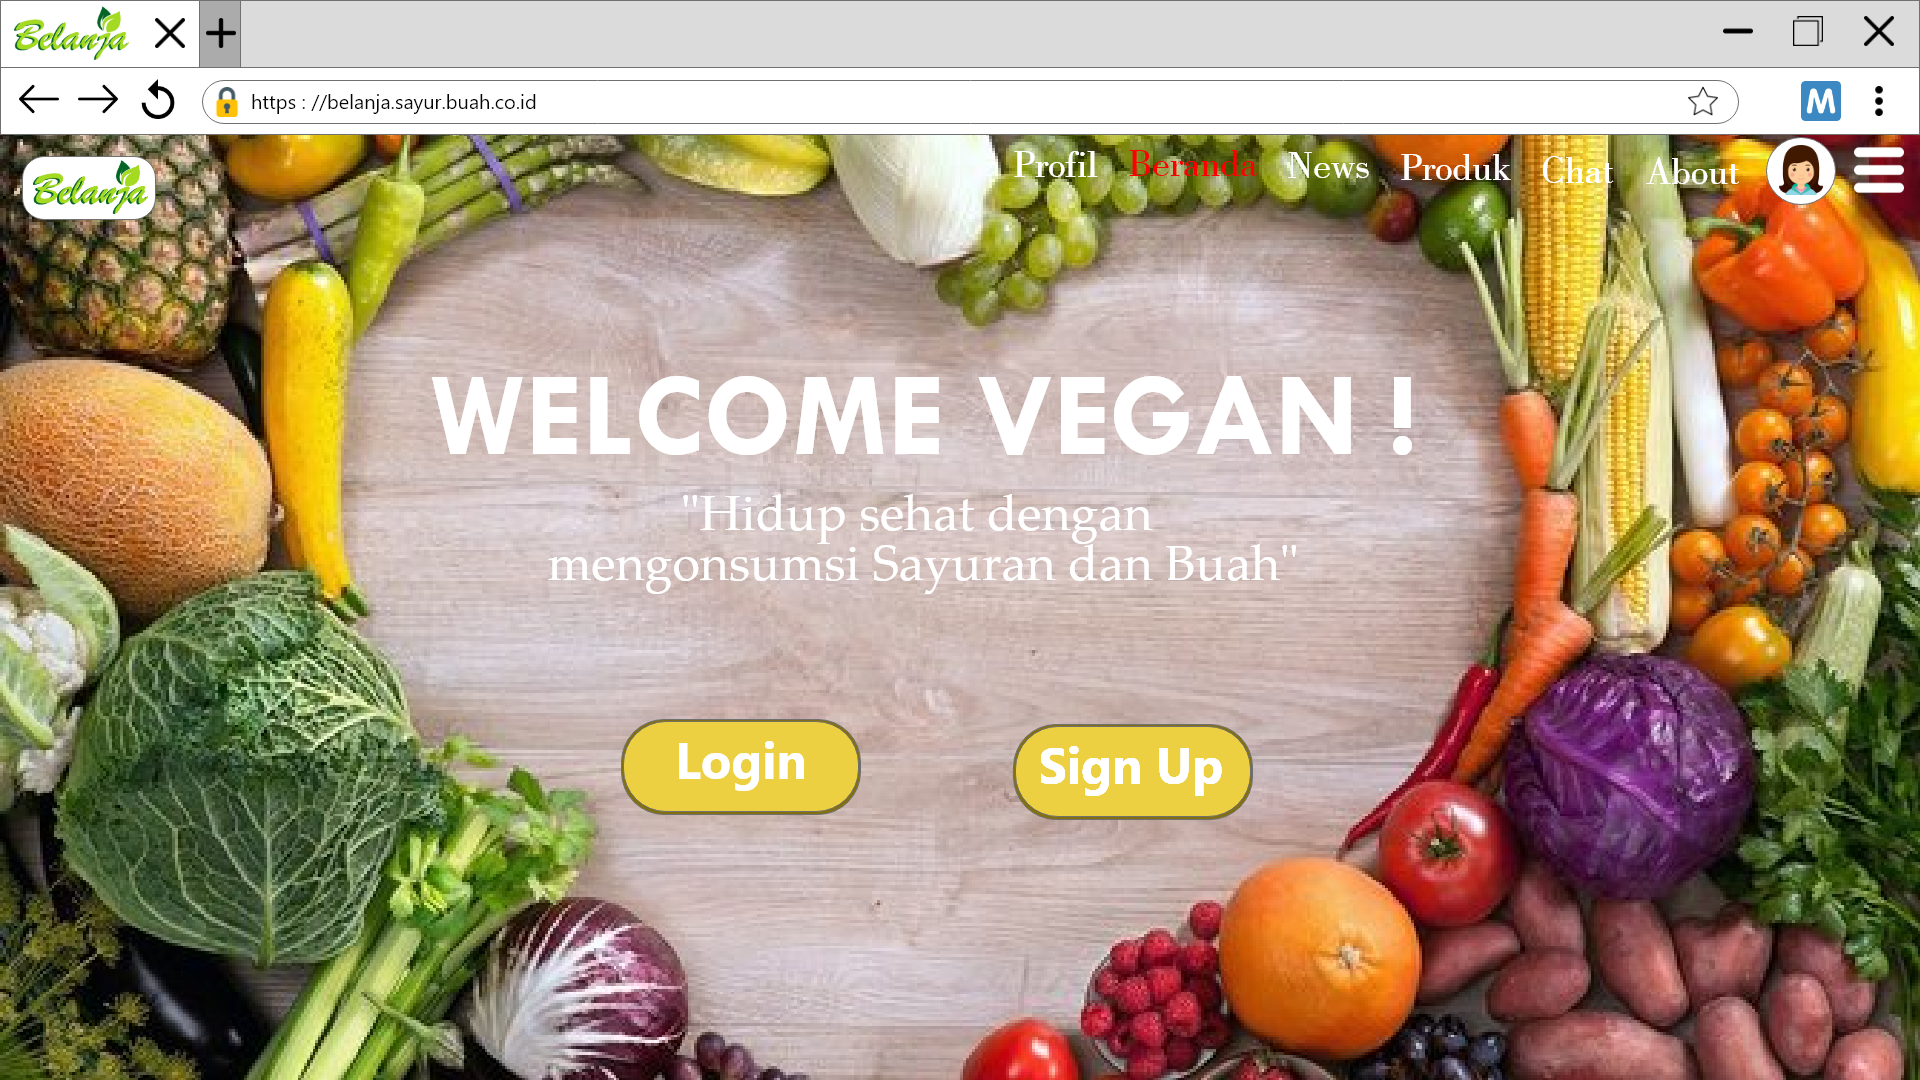 Belanja
https : //belanja.sayur.buah.co.id
M
Belanja
Profil Beranda News Produk Chat About
WELCOME VEGAN !
"Hidup sehat dengan
mengonsumsi Sayuran dan Buah"
Login
Sign Up